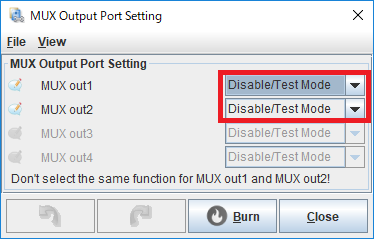 MUX Output Port Setting
File View
MUX Output Port Setting
MUX out1 Disable/Test Mode
MUX out2 Disable/Test Mode
MUX out3 Disable/Test Mode
MUX out4 Disable/Test Mode
Don't select the same function for MUX out1 and MUX out2!
Burn Close